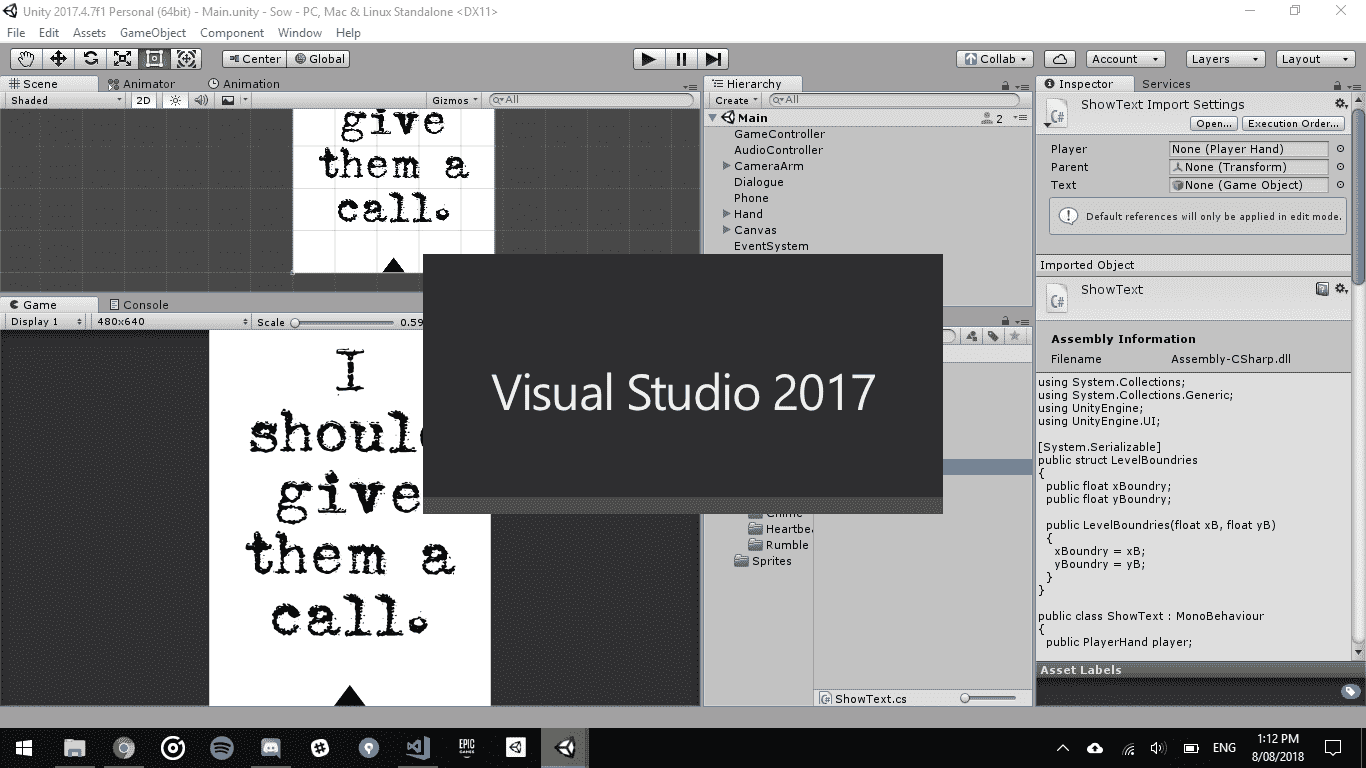 Unity 2017.4.7f1 Personal (64bit) - Main.unity - Sow - PC, Mac & Linux Standalone <DX11>
File Edit Assets GameObject Component Window Help
Center Global
Collab Account Layers Layout
Scene Animator Animation
Shaded 2D Gizmos All
give
them a
call.
Game Console
Display 1 480x640 Scale 0.59
I
shoul
give
them a
call.
Visual Studio 2017
Hierarchy
Create All
Main 2
GameController
AudioController
CameraArm
Dialogue
Phone
Hand
Canvas
EventSystem
Heartbe
Rumble
Sprites
ShowText.cs
Inspector Services
ShowText Import Settings
Open... Execution Order...
Player None (Player Hand)
Parent None (Transform)
Text None (Game Object)
Default references will only be applied in edit mode.
Imported Object
ShowText
Assembly Information
Filename Assembly-CSharp.dll
using System.Collections;
using System.Collections.Generic;
using UnityEngine;
using UnityEngine.UI;
[System.Serializable]
public struct LevelBoundries
{
public float xBoundry;
public float yBoundry;
public LevelBoundries(float xB, float yB)
{
xBoundry = xB;
yBoundry = yB;
}
}
public class ShowText : MonoBehaviour
{
public PlayerHand player;
Asset Labels
EPIC
GAMES
ENG
1:12 PM
8/08/2018